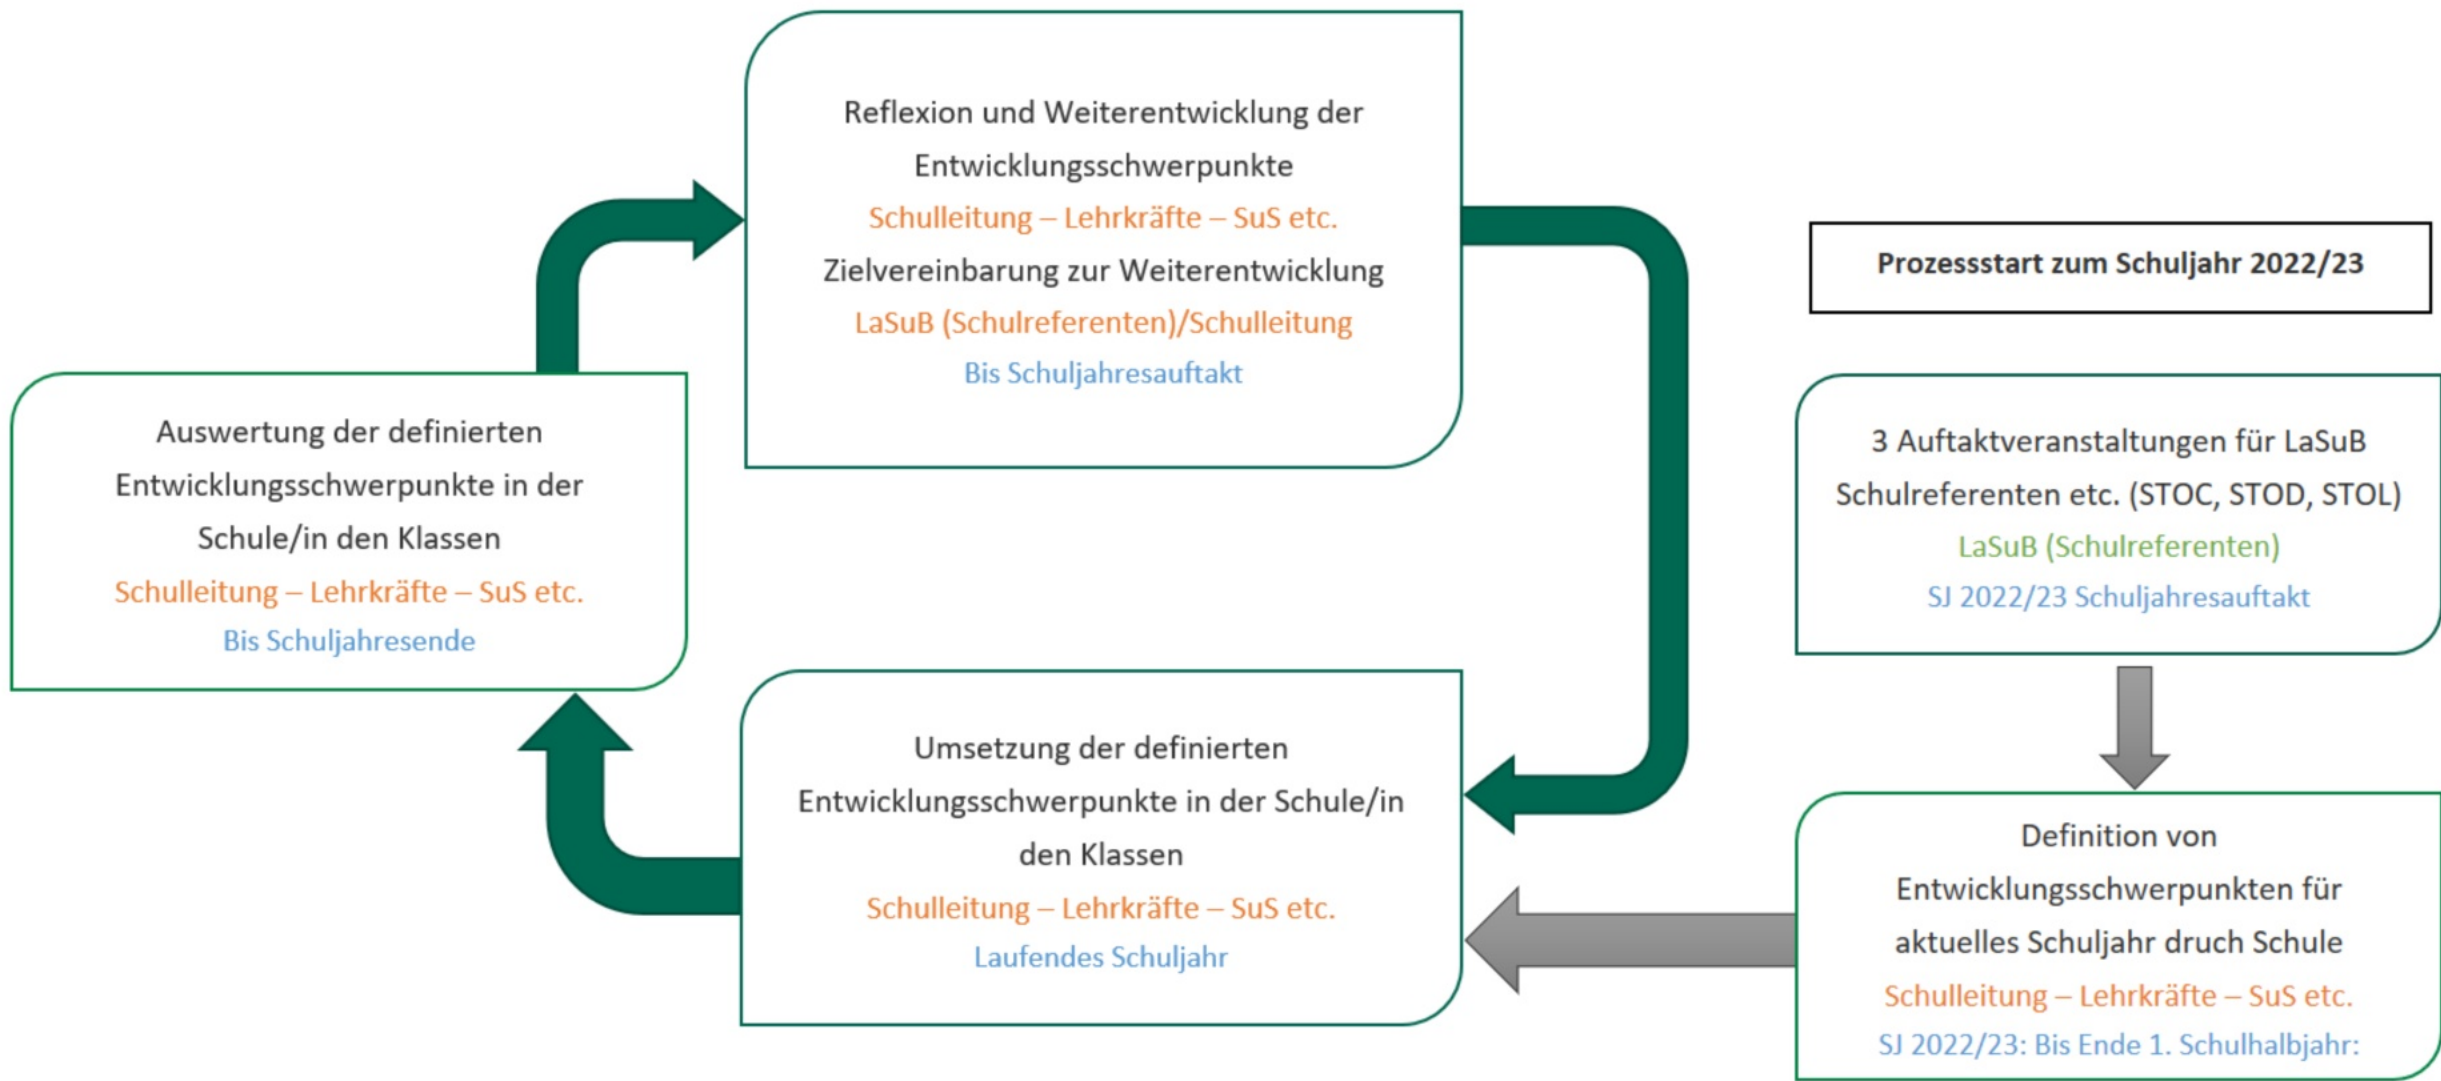 Reflexion und Weiterentwicklung der
Entwicklungsschwerpunkte
Schulleitung – Lehrkräfte – SuS etc.
Zielvereinbarung zur Weiterentwicklung
LaSuB (Schulreferenten)/Schulleitung
Bis Schuljahresauftakt
Prozessstart zum Schuljahr 2022/23
Auswertung der definierten
Entwicklungsschwerpunkte in der
Schule/in den Klassen
Schulleitung – Lehrkräfte – SuS etc.
Bis Schuljahresende
3 Auftaktveranstaltungen für LaSuB
Schulreferenten etc. (STOC, STOD, STOL)
LaSuB (Schulreferenten)
SJ 2022/23 Schuljahresauftakt
Umsetzung der definierten
Entwicklungsschwerpunkte in der Schule/in
den Klassen
Schulleitung – Lehrkräfte – SuS etc.
Laufendes Schuljahr
Definition von
Entwicklungsschwerpunkten für
aktuelles Schuljahr druch Schule
Schulleitung – Lehrkräfte – SuS etc.
SJ 2022/23: Bis Ende 1. Schulhalbjahr: